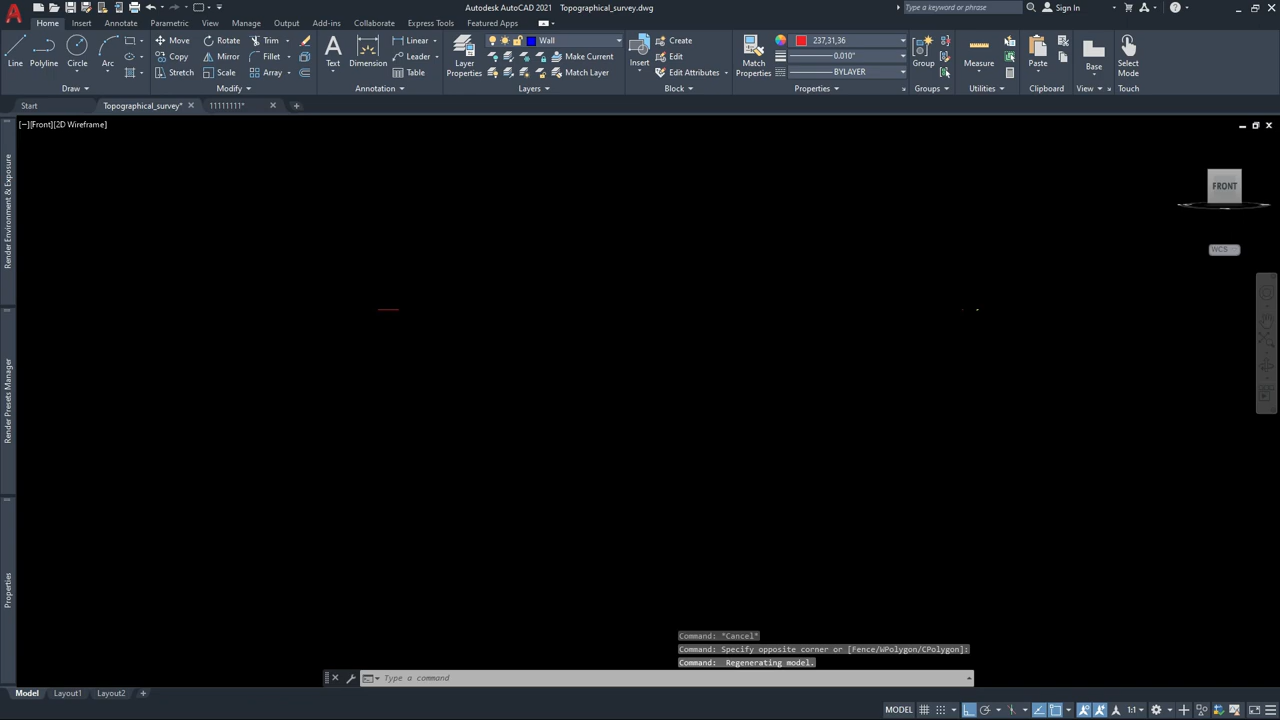 Autodesk AutoCAD 2021 Topographical_survey.dwg
Type a keyword or phrase
Sign In
Home Insert Annotate Parametric View Manage Output Add-ins Collaborate Express Tools Featured Apps
Line Polyline Circle Arc
Move Rotate Trim
Copy Mirror Fillet
Stretch Scale Array
Text Dimension
Linear
Leader
Table
Layer
Properties
Wall
Make Current
Match Layer
Insert
Create
Edit
Edit Attributes
Match
Properties
237,31,36
0.010"
BYLAYER
Group
Measure
Paste
Base
Select
Mode
Draw Modify Annotation Layers Block Properties Groups Utilities Clipboard View Touch
Start Topographical_survey* 11111111*
[−][Front][2D Wireframe]
Render Environment & Exposure
Render Presets Manager
Properties
FRONT
WCS
Command: *Cancel*
Command: Specify opposite corner or [Fence/WPolygon/CPolygon]:
Command: Regenerating model.
Type a command
Model Layout1 Layout2
MODEL 1:1